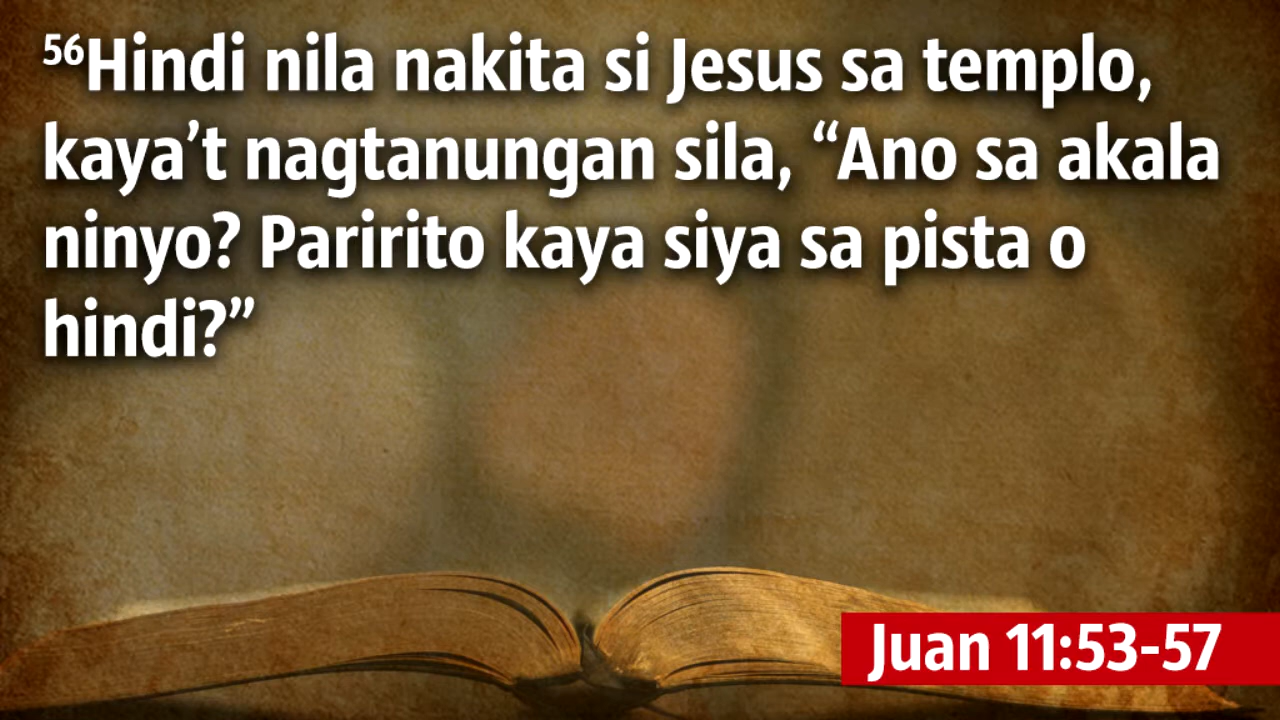 ⁵⁶Hindi nila nakita si Jesus sa templo,
kaya’t nagtanungan sila, “Ano sa akala
ninyo? Paririto kaya siya sa pista o
hindi?”
Juan 11:53-57